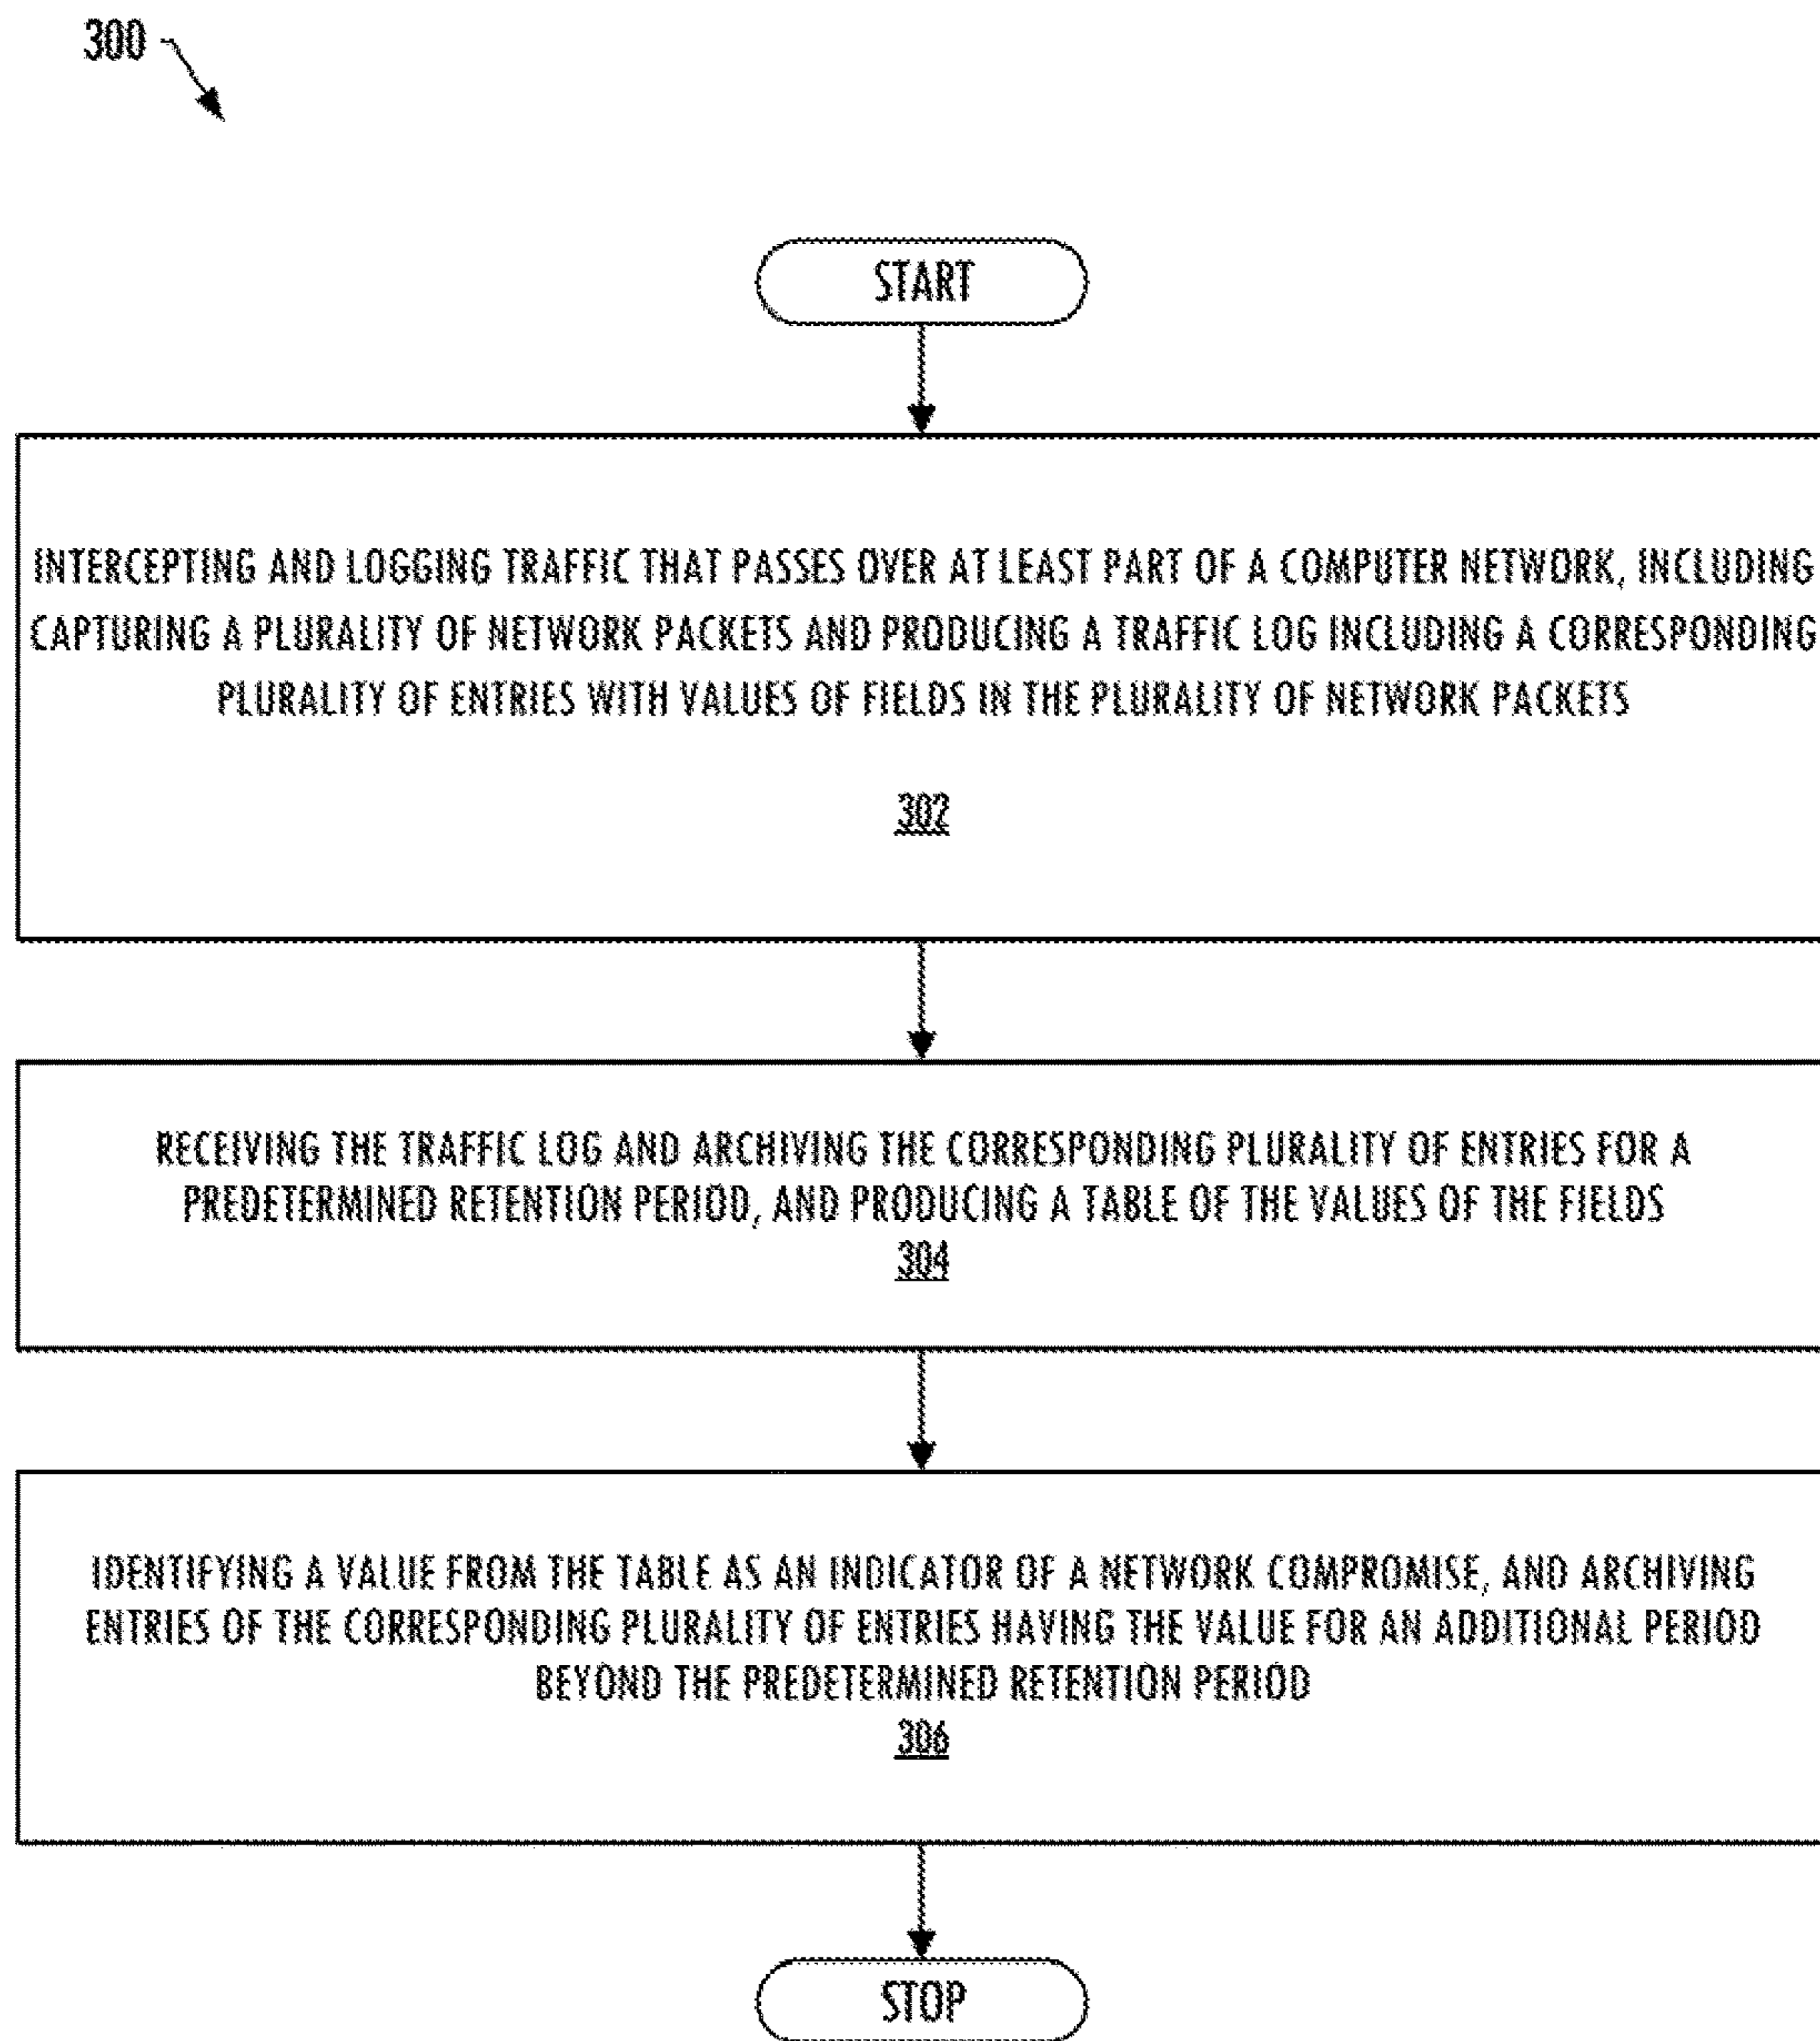 300
START
INTERCEPTING AND LOGGING TRAFFIC THAT PASSES OVER AT LEAST PART OF A COMPUTER NETWORK, INCLUDING
CAPTURING A PLURALITY OF NETWORK PACKETS AND PRODUCING A TRAFFIC LOG INCLUDING A CORRESPONDING
PLURALITY OF ENTRIES WITH VALUES OF FIELDS IN THE PLURALITY OF NETWORK PACKETS
302
RECEIVING THE TRAFFIC LOG AND ARCHIVING THE CORRESPONDING PLURALITY OF ENTRIES FOR A
PREDETERMINED RETENTION PERIOD, AND PRODUCING A TABLE OF THE VALUES OF THE FIELDS
304
IDENTIFYING A VALUE FROM THE TABLE AS AN INDICATOR OF A NETWORK COMPROMISE, AND ARCHIVING
ENTRIES OF THE CORRESPONDING PLURALITY OF ENTRIES HAVING THE VALUE FOR AN ADDITIONAL PERIOD
BEYOND THE PREDETERMINED RETENTION PERIOD
306
STOP